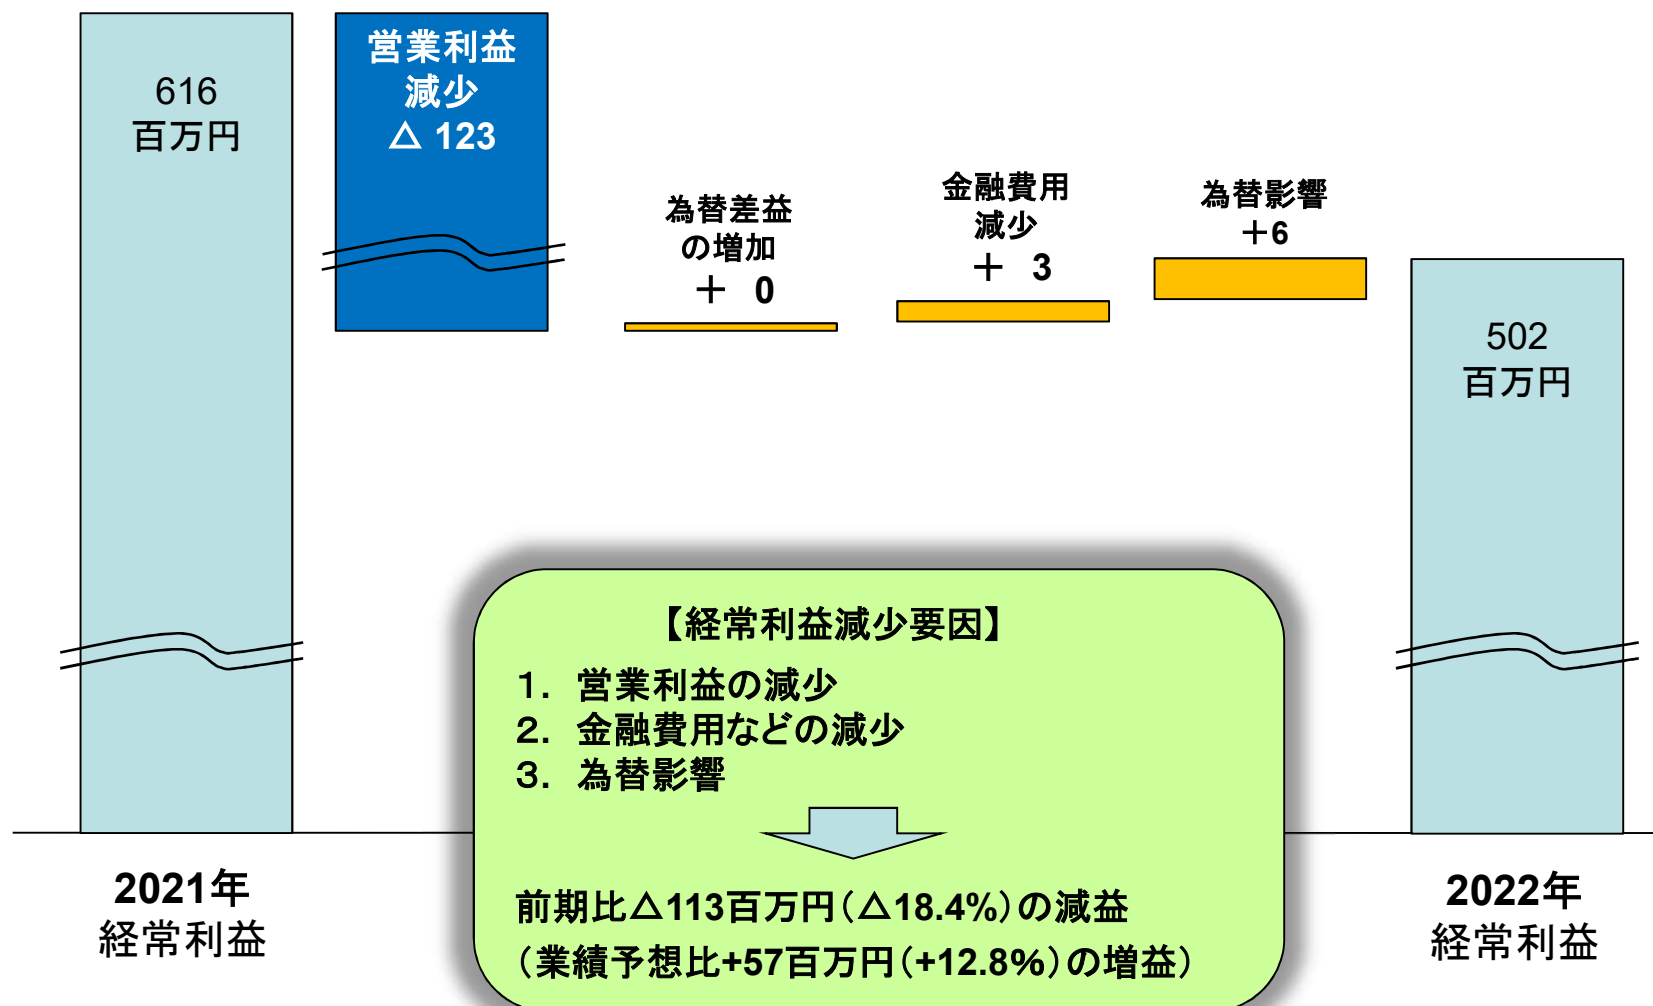 616
百万円
営業利益
減少
△ 123
為替差益
の増加
＋ 0
金融費用
減少
＋ 3
為替影響
＋6
502
百万円
【経常利益減少要因】
１． 営業利益の減少
２． 金融費用などの減少
３． 為替影響
前期比△113百万円（△18.4%）の減益
（業績予想比+57百万円（+12.8％）の増益）
2021年
経常利益
2022年
経常利益